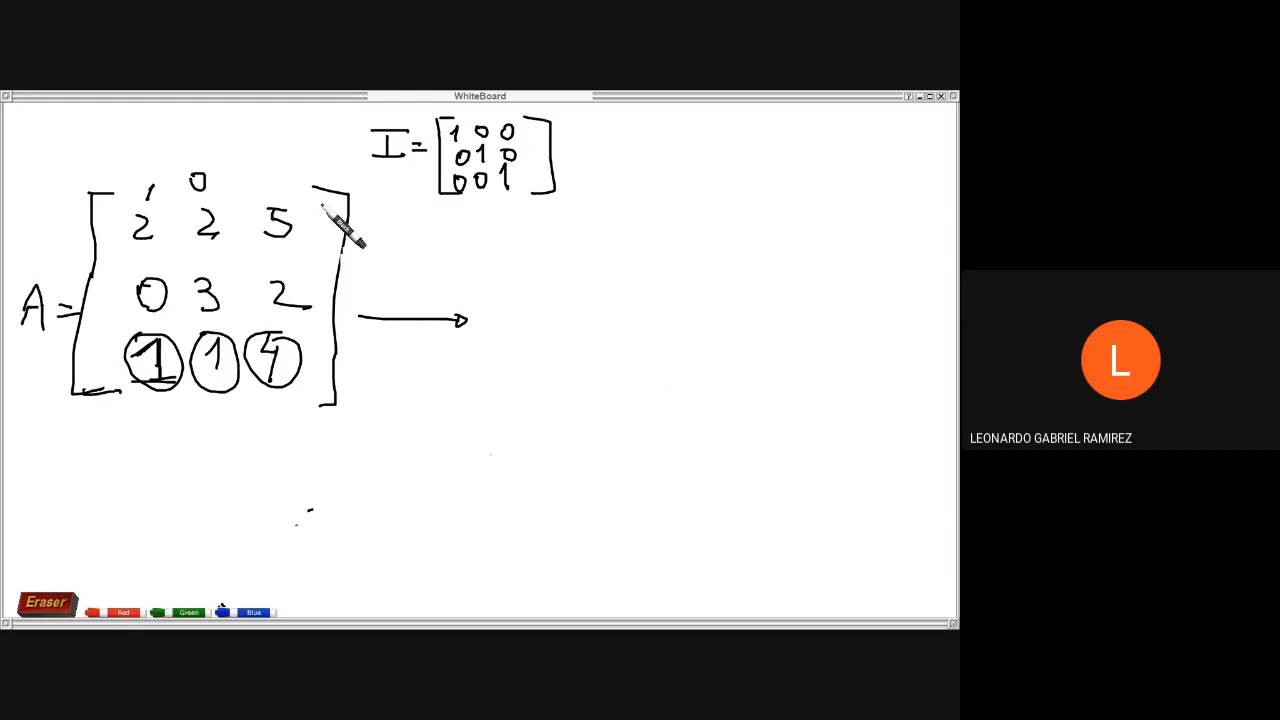 WhiteBoard
I = [ 1 0 0
0 1 0
0 0 1 ]
1 0
2 2 5
A = 0 3 2
1 1 4
LEONARDO GABRIEL RAMIREZ
L
Eraser
Red
Green
Blue